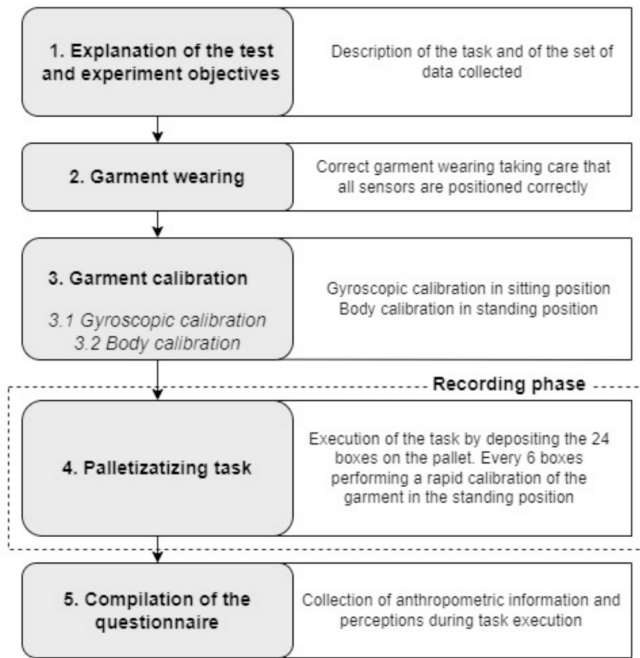 1. Explanation of the test
and experiment objectives
Description of the task and of the set of
data collected
2. Garment wearing
Correct garment wearing taking care that
all sensors are positioned correctly
3. Garment calibration
3.1 Gyroscopic calibration
3.2 Body calibration
Gyroscopic calibration in sitting position
Body calibration in standing position
Recording phase
4. Palletizatizing task
Execution of the task by depositing the 24
boxes on the pallet. Every 6 boxes
performing a rapid calibration of the
garment in the standing position
5. Compilation of the
questionnaire
Collection of anthropometric information and
perceptions during task execution